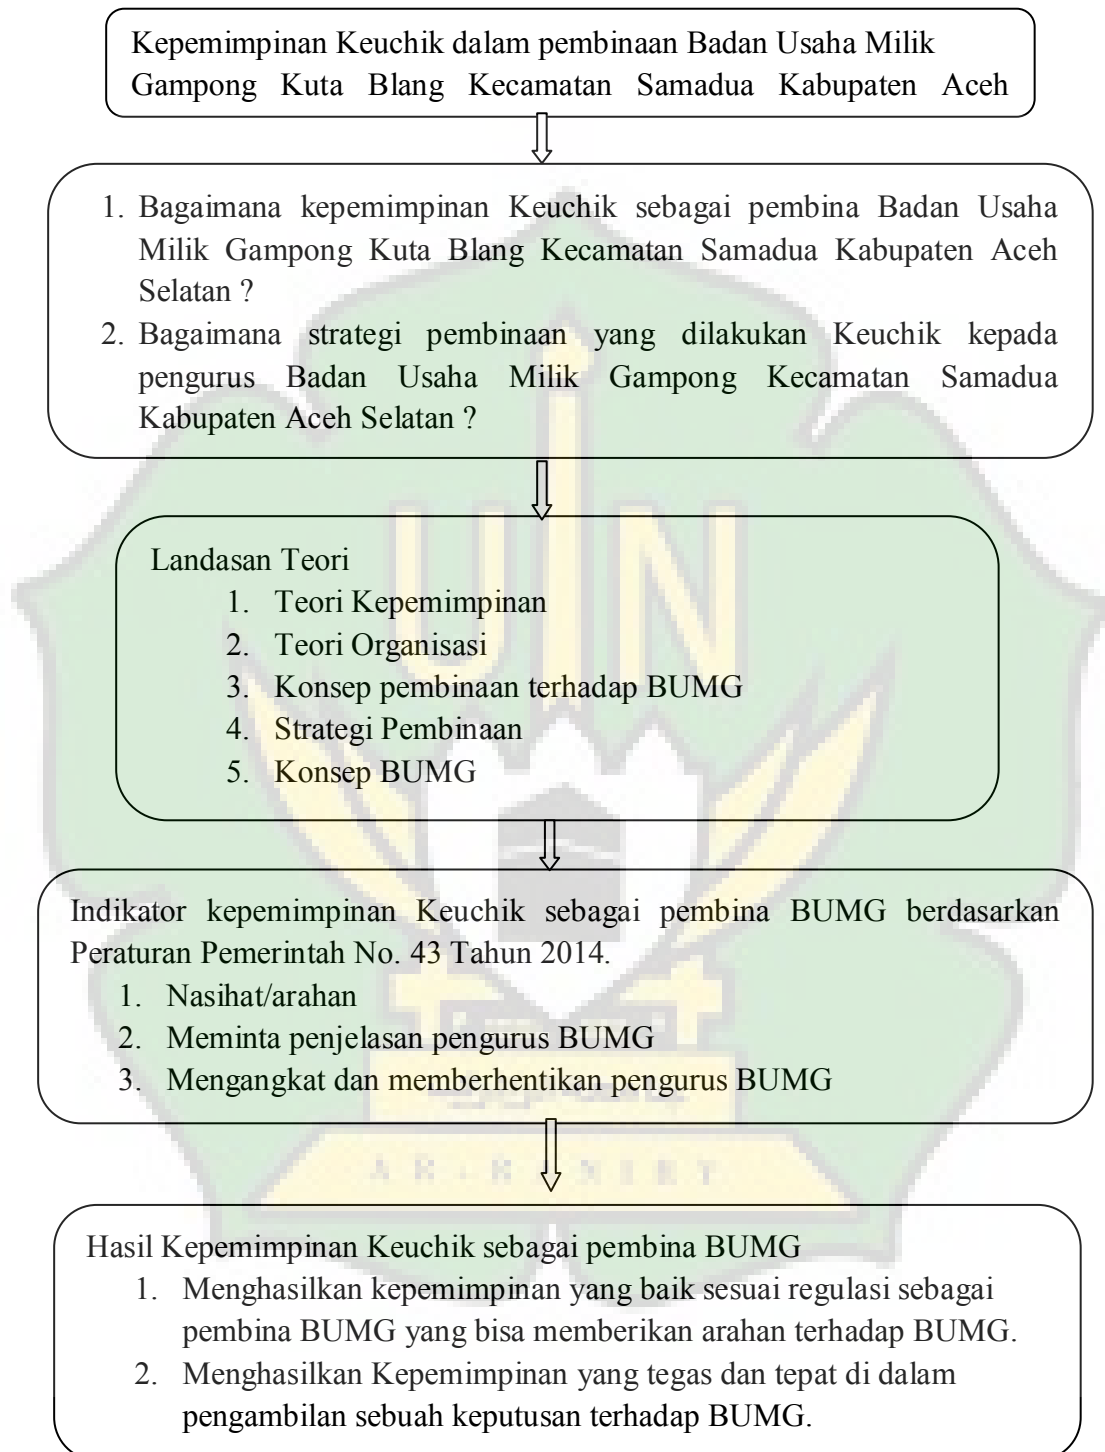 Kepemimpinan Keuchik dalam pembinaan Badan Usaha Milik
Gampong Kuta Blang Kecamatan Samadua Kabupaten Aceh
1. Bagaimana kepemimpinan Keuchik sebagai pembina Badan Usaha
Milik Gampong Kuta Blang Kecamatan Samadua Kabupaten Aceh
Selatan ?
2. Bagaimana strategi pembinaan yang dilakukan Keuchik kepada
pengurus Badan Usaha Milik Gampong Kecamatan Samadua
Kabupaten Aceh Selatan ?
UIN
Landasan Teori
1. Teori Kepemimpinan
2. Teori Organisasi
3. Konsep pembinaan terhadap BUMG
4. Strategi Pembinaan
5. Konsep BUMG
Indikator kepemimpinan Keuchik sebagai pembina BUMG berdasarkan
Peraturan Pemerintah No. 43 Tahun 2014.
1. Nasihat/arahan
2. Meminta penjelasan pengurus BUMG
3. Mengangkat dan memberhentikan pengurus BUMG
AR-RANIRY
Hasil Kepemimpinan Keuchik sebagai pembina BUMG
1. Menghasilkan kepemimpinan yang baik sesuai regulasi sebagai
pembina BUMG yang bisa memberikan arahan terhadap BUMG.
2. Menghasilkan Kepemimpinan yang tegas dan tepat di dalam
pengambilan sebuah keputusan terhadap BUMG.